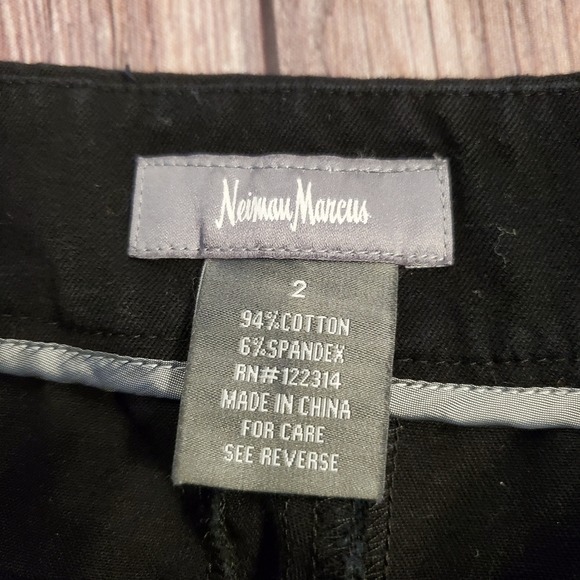 Neiman Marcus
2
94%COTTON
6%SPANDEX
RN#122314
MADE IN CHINA
FOR CARE
SEE REVERSE